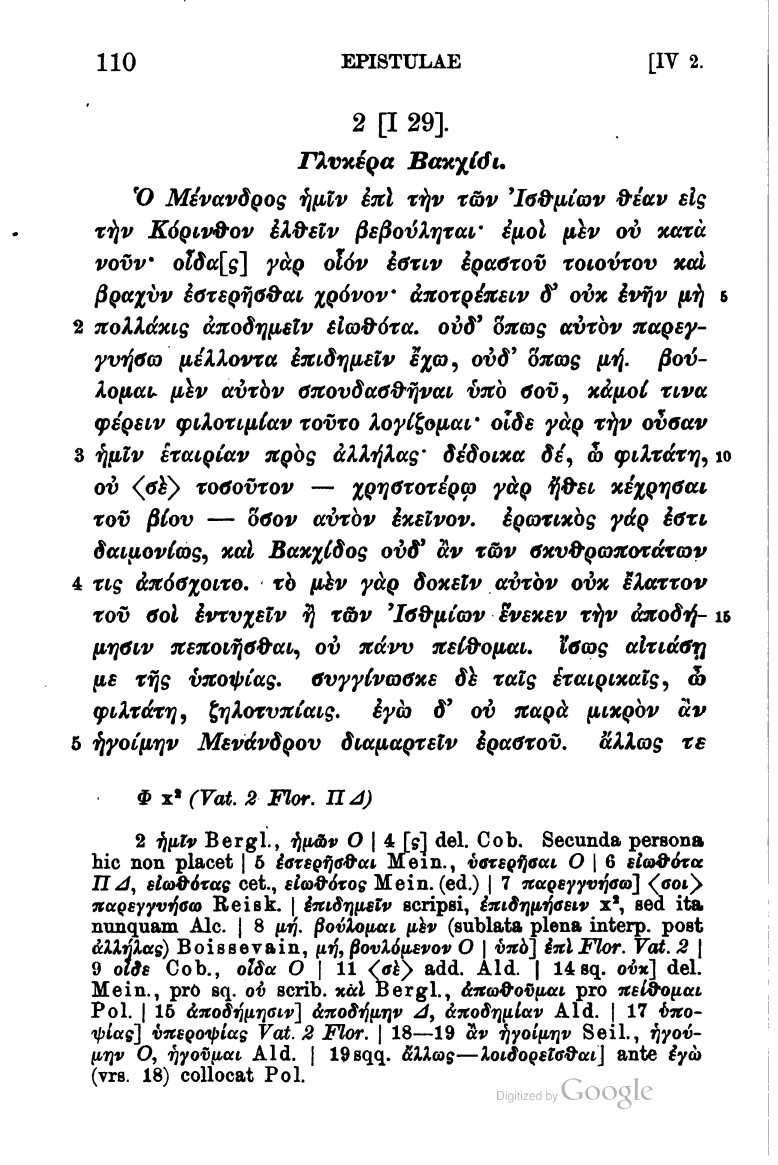 110 EPISTULAE [IV 2.
2 [I 29].
Γλυκέρα Βακχίδι.
Ὁ Μένανδρος ἡμῖν ἐπὶ τὴν τῶν Ἰσθμίων θέαν εἰς
τὴν Κόρινθον ἐλθεῖν βεβούληται· ἐμοὶ μὲν οὐ κατὰ
νοῦν· οἶδα[ς] γὰρ οἷόν ἐστιν ἐραστοῦ τοιούτου καὶ
βραχὺν ἐστερῆσθαι χρόνον· ἀποτρέπειν δ' οὐκ ἐνῆν μὴ 5
2 πολλάκις ἀποδημεῖν εἰωθότα. οὐδ' ὅπως αὐτὸν παρεγ-
γυήσω μέλλοντα ἐπιδημεῖν ἔχω, οὐδ' ὅπως μή. βού-
λομαι μὲν αὐτὸν σπουδασθῆναι ὑπὸ σοῦ, κἀμοί τινα
φέρειν φιλοτιμίαν τοῦτο λογίζομαι· οἶδε γὰρ τὴν οὖσαν
3 ἡμῖν ἑταιρίαν πρὸς ἀλλήλας· δέδοικα δέ, ὦ φιλτάτη, 10
οὐ ⟨σὲ⟩ τοσοῦτον — χρηστοτέρῳ γὰρ ἤθει κέχρησαι
τοῦ βίου — ὅσον αὐτὸν ἐκεῖνον. ἐρωτικὸς γάρ ἐστι
δαιμονίως, καὶ Βακχίδος οὐδ' ἂν τῶν σκυθρωποτάτων
4 τις ἀπόσχοιτο. τὸ μὲν γὰρ δοκεῖν αὐτὸν οὐκ ἔλαττον
τοῦ σοὶ ἐντυχεῖν ἢ τῶν Ἰσθμίων ἕνεκεν τὴν ἀποδή- 15
μησιν πεποιῆσθαι, οὐ πάνυ πείθομαι. ἴσως αἰτιάσῃ
με τῆς ὑποψίας. συγγίνωσκε δὲ ταῖς ἑταιρικαῖς, ὦ
φιλτάτη, ζηλοτυπίαις. ἐγὼ δ' οὐ παρὰ μικρὸν ἂν
5 ἡγοίμην Μενάνδρου διαμαρτεῖν ἐραστοῦ. ἄλλως τε
Φ x² (Vat. 2 Flor. Π Δ)
2 ἡμῖν Bergl., ἡμῶν O | 4 [ς] del. Cob. Secunda persona
hic non placet | 5 ἐστερῆσθαι Mein., ὑστερῆσαι O | 6 εἰωθότα
Π Δ, εἰωθότας cet., εἰωθότος Mein. (ed.) | 7 παρεγγυήσω] ⟨σοι⟩
παρεγγυήσω Reisk. | ἐπιδημεῖν scripsi, ἐπιδημήσειν x², sed ita
nunquam Alc. | 8 μή. βούλομαι μὲν (sublata plena interp. post
ἀλλήλας) Boissevain, μή, βουλόμενον O | ὑπὸ] ἐπὶ Flor. Vat. 2 |
9 οἶδε Cob., οἶδα O | 11 ⟨σὲ⟩ add. Ald. | 14 sq. οὐκ] del.
Mein., pro sq. οὐ scrib. καὶ Bergl., ἀπωθοῦμαι pro πείθομαι
Pol. | 15 ἀποδήμησιν] ἀποδήμην Δ, ἀποδημίαν Ald. | 17 ὑπο-
ψίας] ὑπεροψίας Vat. 2 Flor. | 18—19 ἂν ἡγοίμην Seil., ἡγού-
μην O, ἡγοῦμαι Ald. | 19 sqq. ἄλλως—λοιδορεῖσθαι] ante ἐγὼ
(vrs. 18) collocat Pol.
Digitized by Google